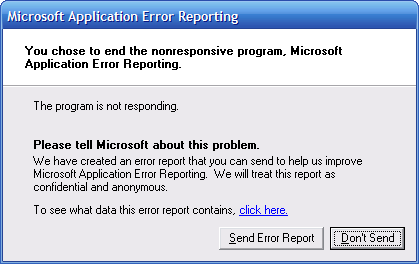 Microsoft Application Error Reporting
You chose to end the nonresponsive program, Microsoft
Application Error Reporting.
The program is not responding.
Please tell Microsoft about this problem.
We have created an error report that you can send to help us improve
Microsoft Application Error Reporting. We will treat this report as
confidential and anonymous.
To see what data this error report contains, click here.
Send Error Report
Don't Send